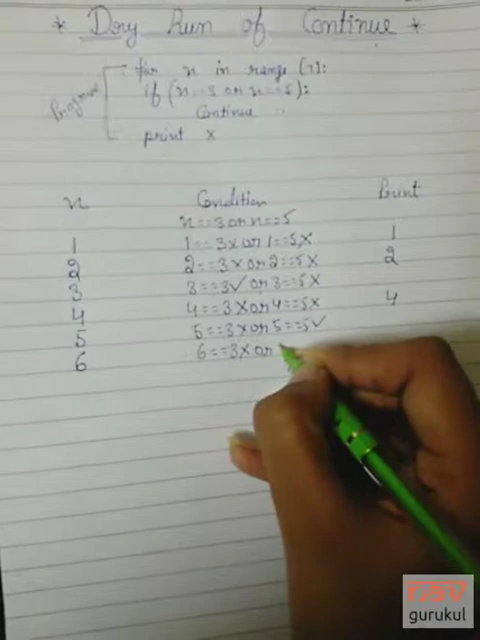 * Dory Run of Continue *
Program
for x in range (7):
if (x==3 or x==5):
Continue
print x
x Condition Print
x==3 or x==5
1 1==3× or 1==5× 1
2 2==3× or 2==5× 2
3 3==3✓ or 3==5×
4 4==3× or 4==5× 4
5 5==3× or 5==5✓
6 6==3× or
nav
gurukul